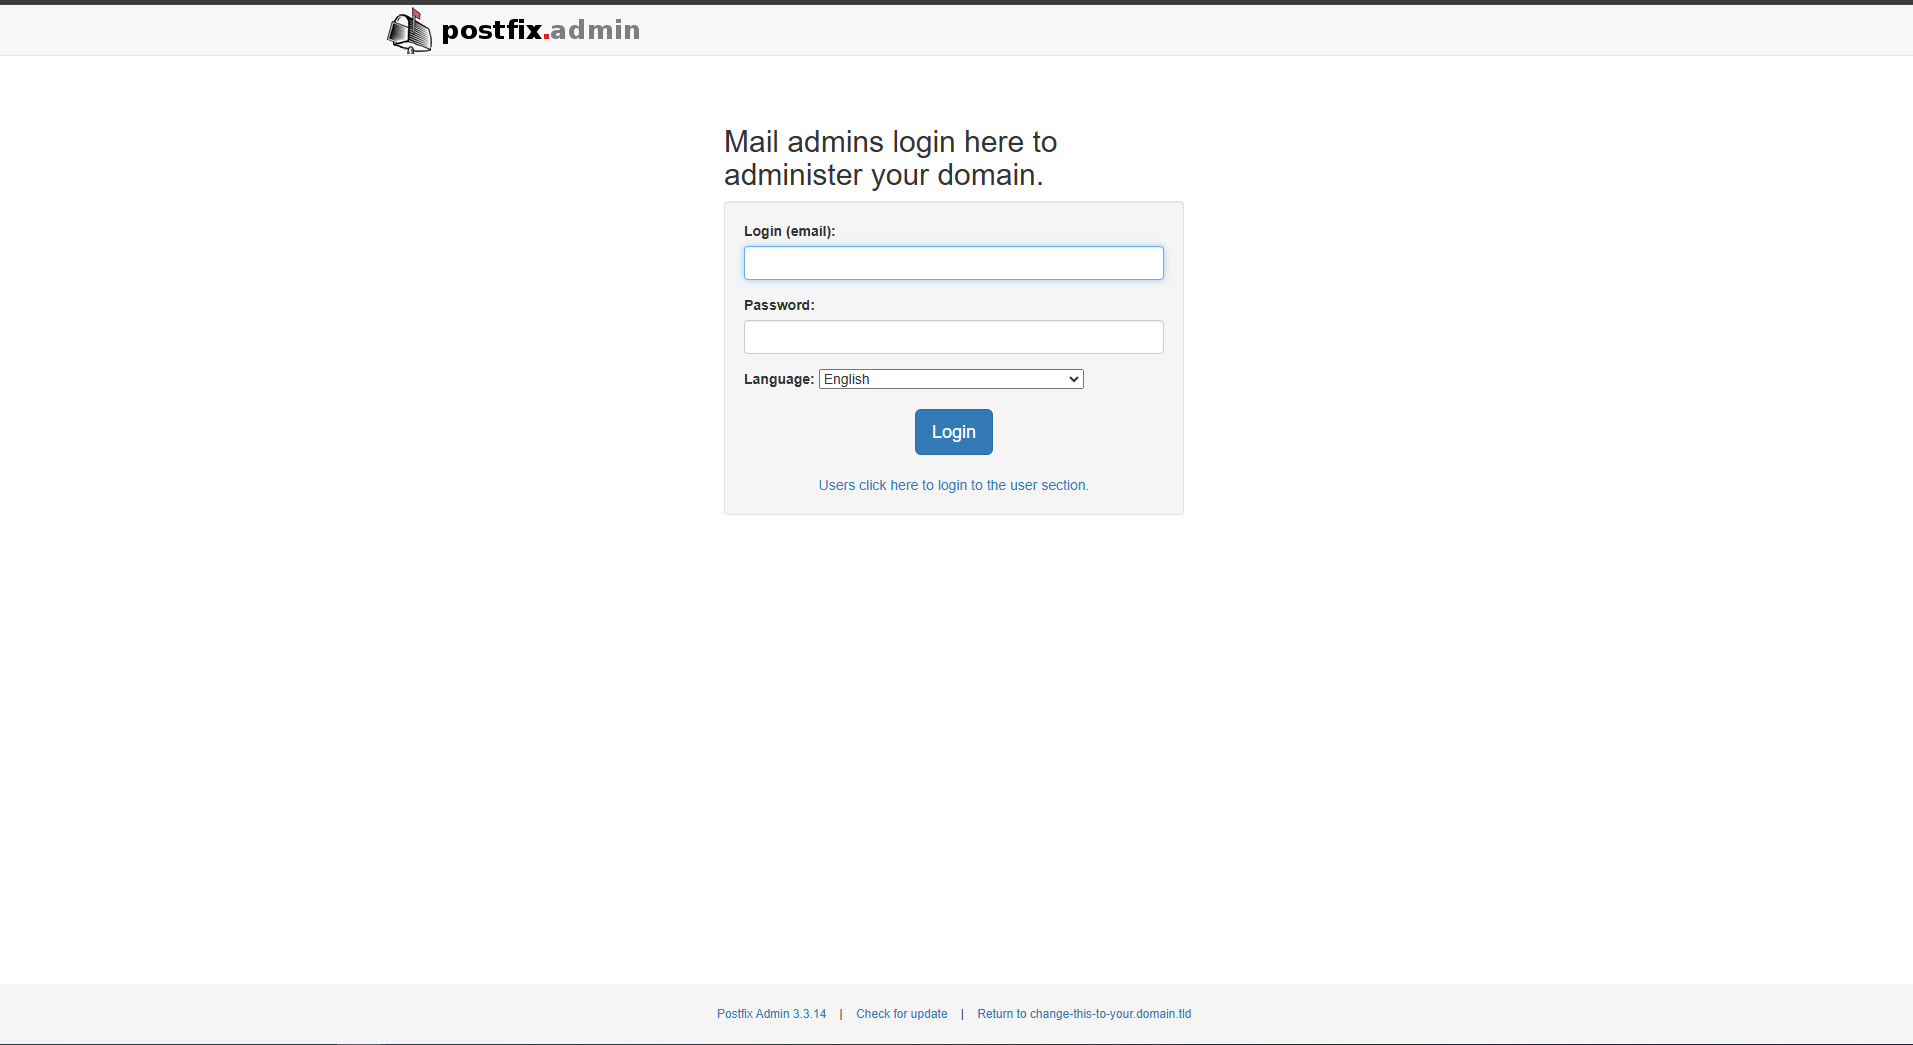 postfix.admin
Mail admins login here to
administer your domain.
Login (email):
Password:
Language: English
Login
Users click here to login to the user section.
Postfix Admin 3.3.14 | Check for update | Return to change-this-to-your.domain.tld